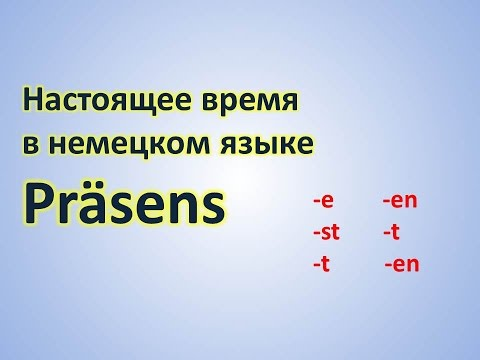 Настоящее время
в немецком языке
Präsens
-e -en
-st -t
-t -en